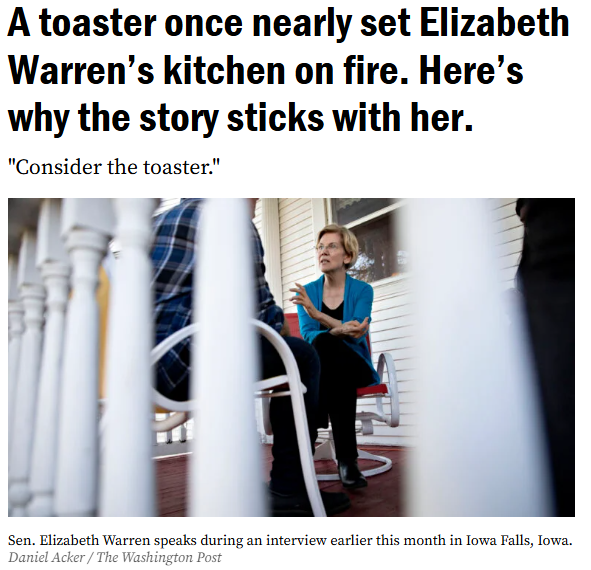 A toaster once nearly set Elizabeth
Warren’s kitchen on fire. Here’s
why the story sticks with her.
"Consider the toaster."
Sen. Elizabeth Warren speaks during an interview earlier this month in Iowa Falls, Iowa.
Daniel Acker / The Washington Post